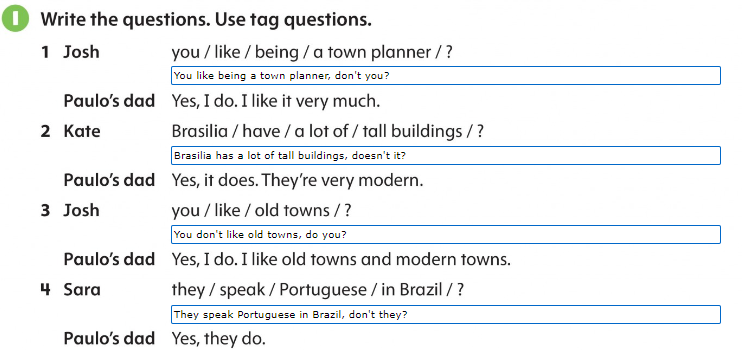 1 Write the questions. Use tag questions.
1 Josh you / like / being / a town planner / ?
You like being a town planner, don't you?
Paulo's dad Yes, I do. I like it very much.
2 Kate Brasilia / have / a lot of / tall buildings / ?
Brasilia has a lot of tall buildings, doesn't it?
Paulo's dad Yes, it does. They're very modern.
3 Josh you / like / old towns / ?
You don't like old towns, do you?
Paulo's dad Yes, I do. I like old towns and modern towns.
4 Sara they / speak / Portuguese / in Brazil / ?
They speak Portuguese in Brazil, don't they?
Paulo's dad Yes, they do.